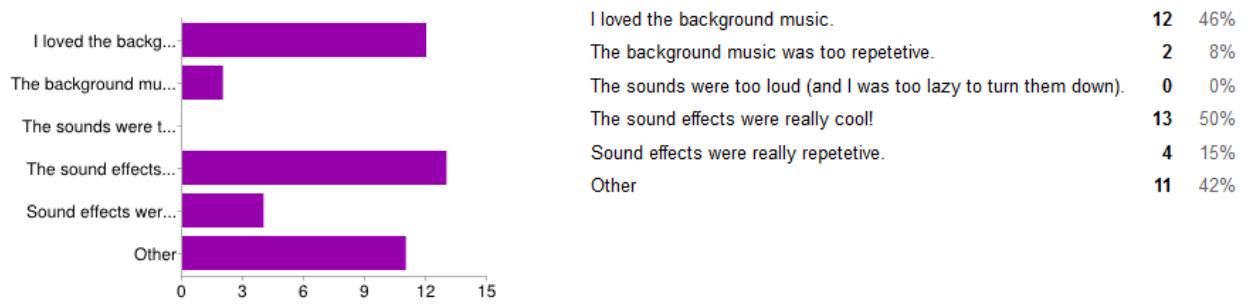 I loved the backg...
The background mu...
The sounds were t...
The sound effects...
Sound effects wer...
Other
0 3 6 9 12 15
I loved the background music. 12 46%
The background music was too repetetive. 2 8%
The sounds were too loud (and I was too lazy to turn them down). 0 0%
The sound effects were really cool! 13 50%
Sound effects were really repetetive. 4 15%
Other 11 42%